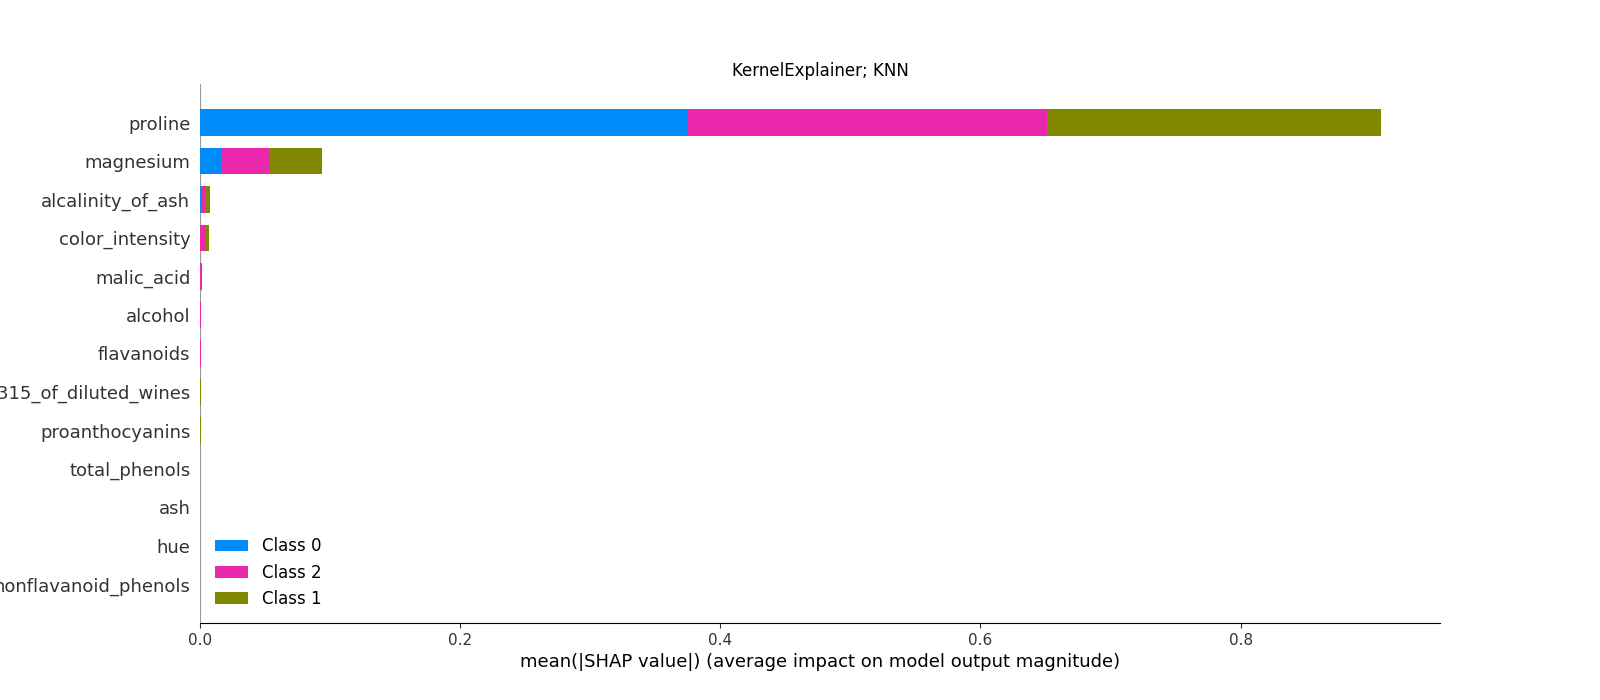 KernelExplainer; KNN
proline
magnesium
alcalinity_of_ash
color_intensity
malic_acid
alcohol
flavanoids
315_of_diluted_wines
proanthocyanins
total_phenols
ash
hue
nonflavanoid_phenols
Class 0
Class 2
Class 1
0.0 0.2 0.4 0.6 0.8
mean(|SHAP value|) (average impact on model output magnitude)